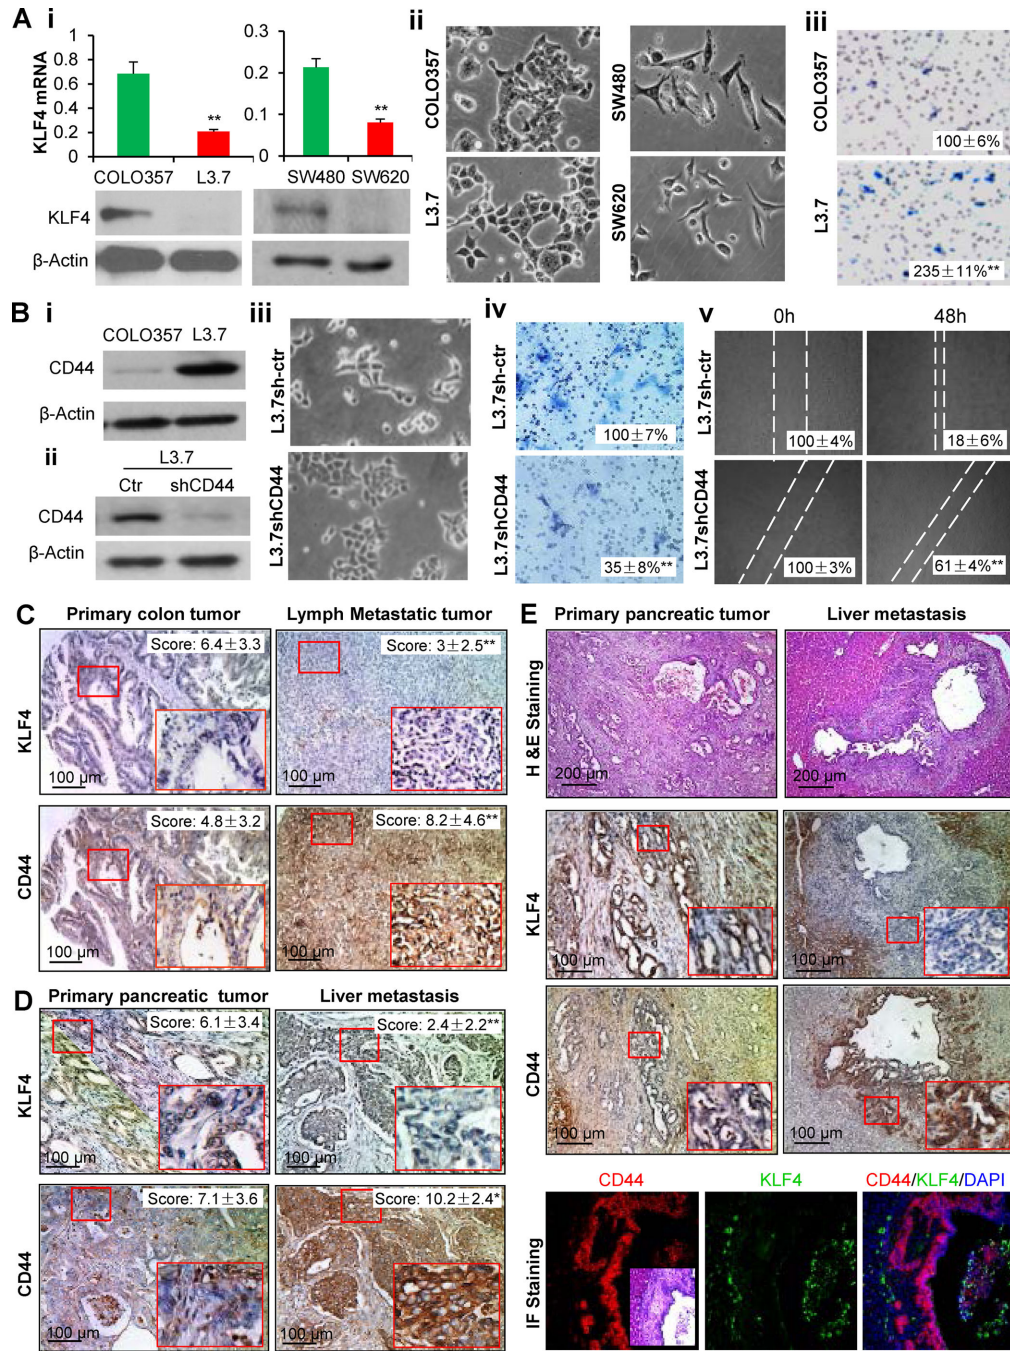 A
i
ii
iii
KLF4 mRNA
1
0.8
0.6
0.4
0.2
0
**
0.3
0.2
0.1
0
**
COLO357 L3.7
SW480 SW620
KLF4
β-Actin
COLO357
L3.7
SW480
SW620
COLO357
100±6%
L3.7
235±11%**
B
i
COLO357 L3.7
CD44
β-Actin
ii
L3.7
Ctr shCD44
CD44
β-Actin
iii
L3.7sh-ctr
L3.7shCD44
iv
L3.7sh-ctr
100±7%
L3.7shCD44
35±8%**
v
0h 48h
L3.7sh-ctr
100±4%
18±6%
L3.7shCD44
100±3%
61±4%**
C
Primary colon tumor
Lymph Metastatic tumor
KLF4
Score: 6.4±3.3
100 μm
Score: 3±2.5**
100 μm
CD44
Score: 4.8±3.2
100 μm
Score: 8.2±4.6**
100 μm
D
Primary pancreatic tumor
Liver metastasis
KLF4
Score: 6.1±3.4
100 μm
Score: 2.4±2.2**
100 μm
CD44
Score: 7.1±3.6
100 μm
Score: 10.2±2.4*
100 μm
E
Primary pancreatic tumor
Liver metastasis
H &E Staining
200 μm
200 μm
KLF4
100 μm
100 μm
CD44
100 μm
100 μm
IF Staining
CD44
KLF4
CD44/KLF4/DAPI